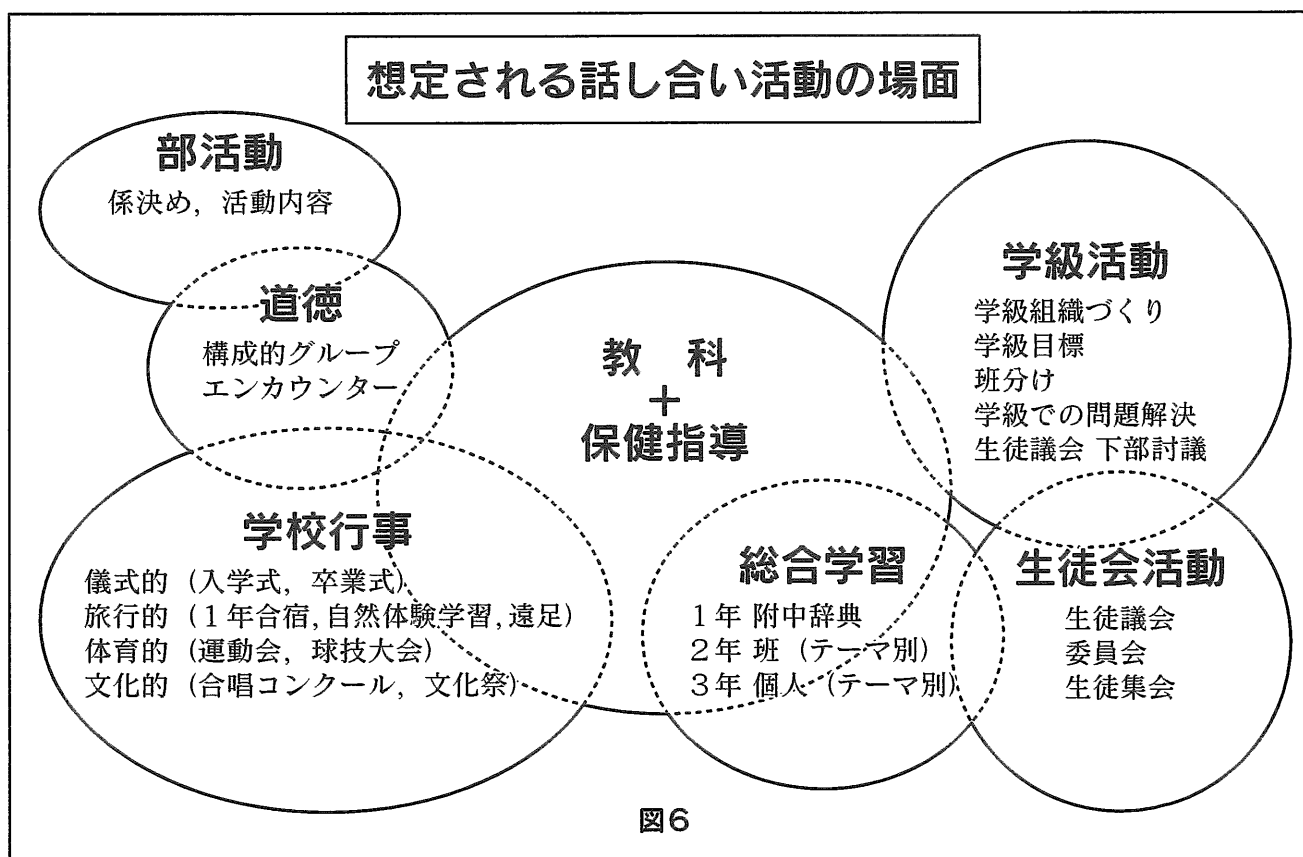 想定される話し合い活動の場面
部活動
係決め，活動内容
道徳
構成的グループ
エンカウンター
教 科
＋
保健指導
学級活動
学級組織づくり
学級目標
班分け
学級での問題解決
生徒議会 下部討議
学校行事
儀式的（入学式，卒業式）
旅行的（１年合宿，自然体験学習，遠足）
体育的（運動会，球技大会）
文化的（合唱コンクール，文化祭）
総合学習
１年 附中辞典
２年 班（テーマ別）
３年 個人（テーマ別）
生徒会活動
生徒議会
委員会
生徒集会
図６